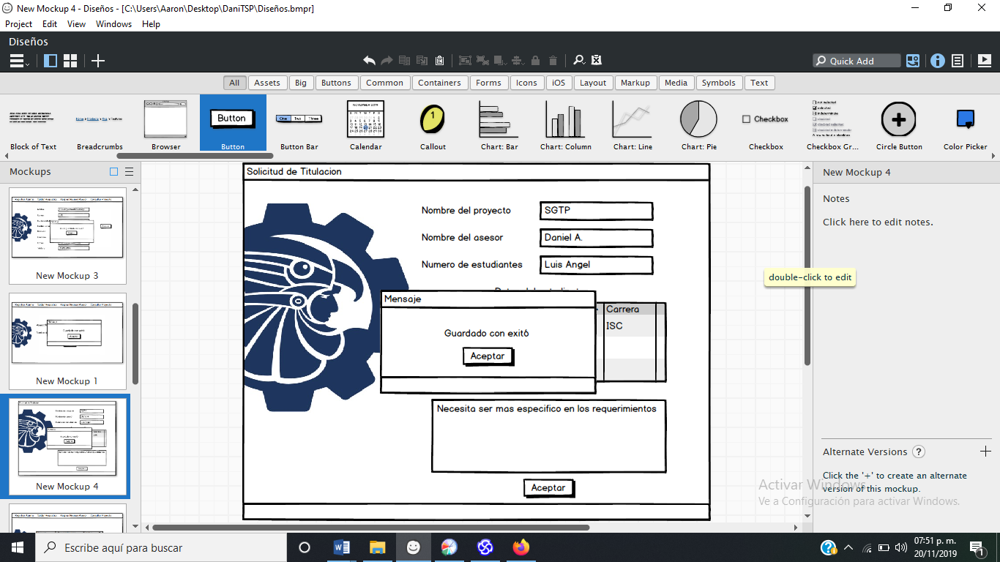 New Mockup 4 - Diseños - [C:\Users\Aaron\Desktop\DaniTSP\Diseños.bmpr]
Project Edit View Windows Help
Diseños
Quick Add
All Assets Big Buttons Common Containers Forms Icons iOS Layout Markup Media Symbols Text
Button
One Two Three
NOVEMBER 2019
1
Checkbox
Block of Text Breadcrumbs Browser Button Button Bar Calendar Callout Chart: Bar Chart: Column Chart: Line Chart: Pie Checkbox Checkbox Gr... Circle Button Color Picker
Mockups
New Mockup 3
New Mockup 1
New Mockup 4
Solicitud de Titulacion
Nombre del proyecto SGTP
Nombre del asesor Daniel A.
Numero de estudiantes Luis Angel
Mensaje
Carrera
ISC
Guardado con exitó
Aceptar
Necesita ser mas especifico en los requerimientos
Aceptar
New Mockup 4
Notes
Click here to edit notes.
double-click to edit
Alternate Versions ?
Click the '+' to create an alternate
version of this mockup.
Activar Windows
Ve a Configuración para activar Windows.
Escribe aquí para buscar
07:51 p. m.
20/11/2019
1